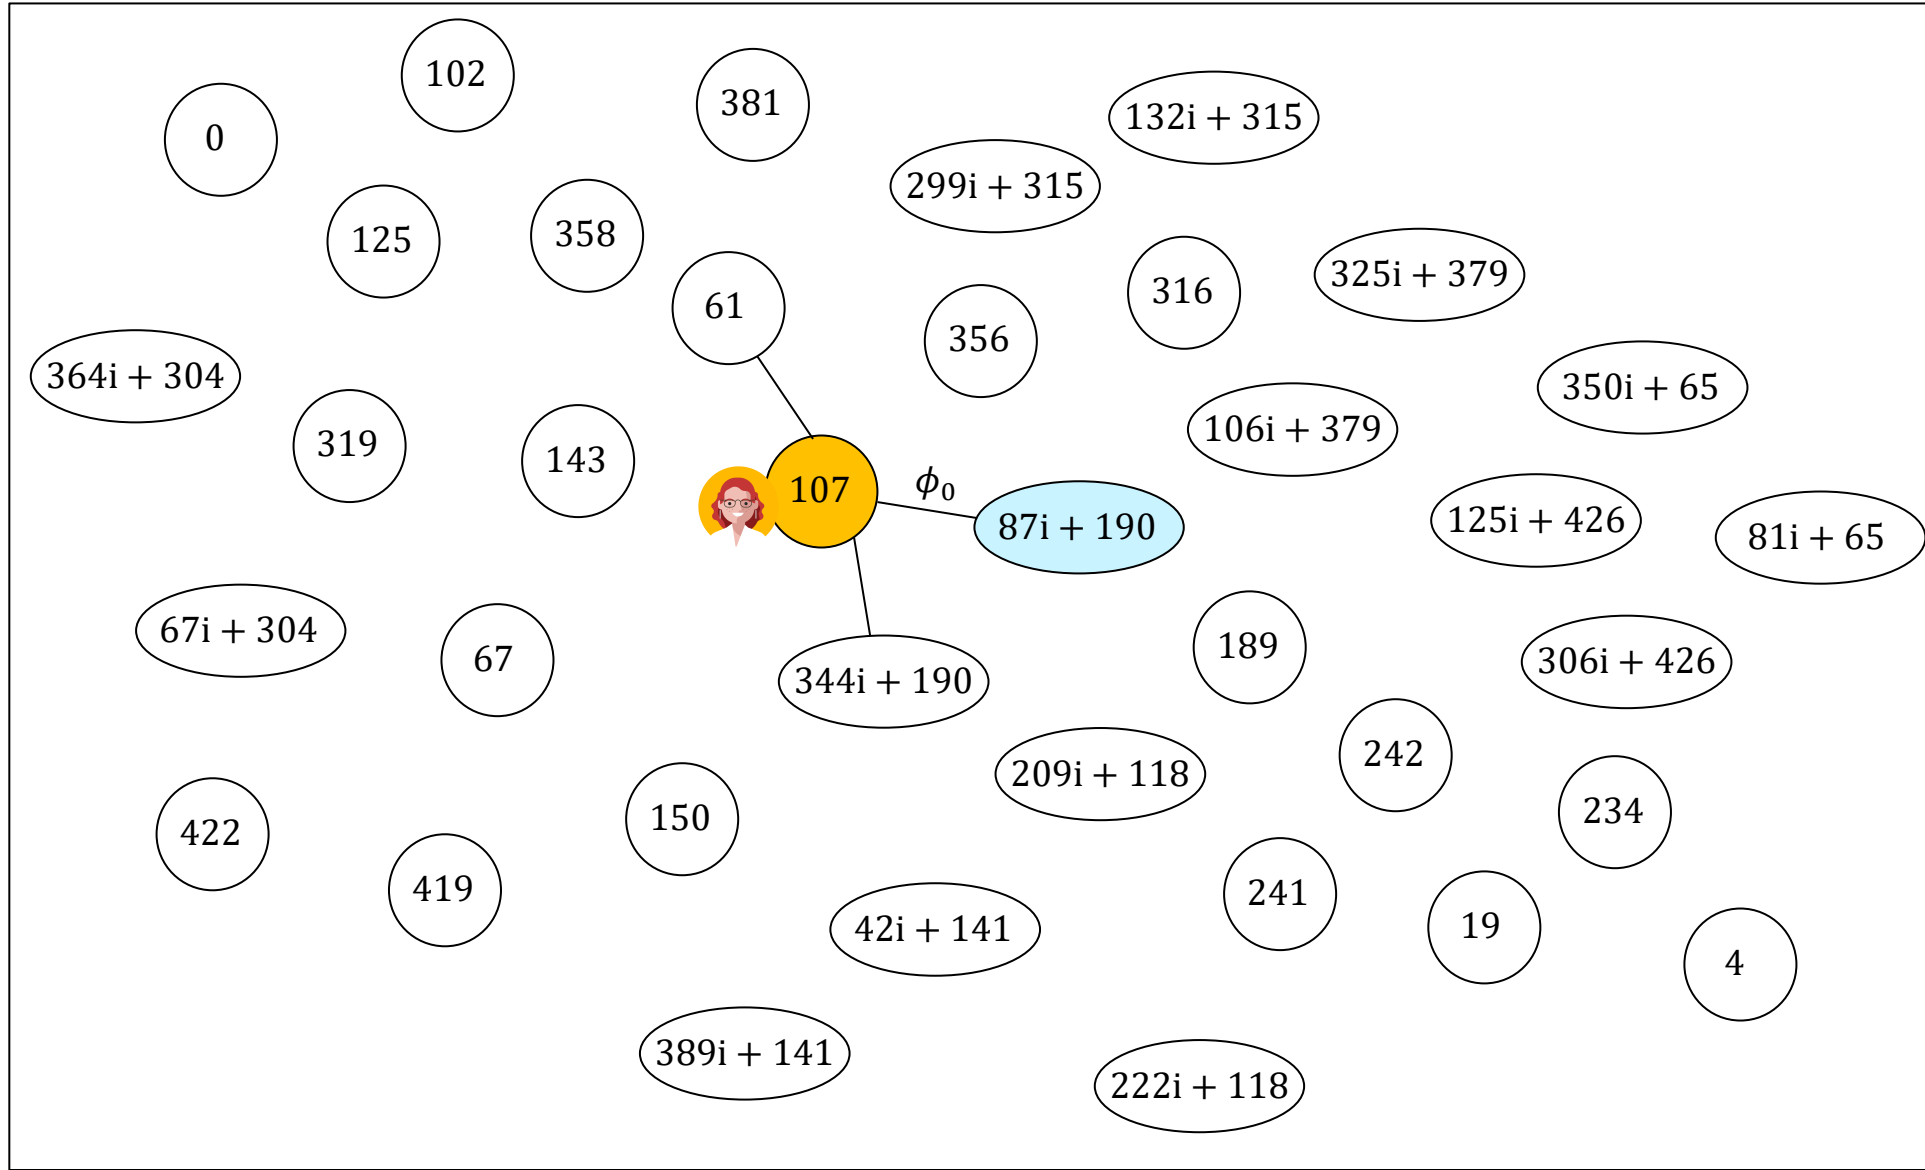 102
381
132i + 315
0
299i + 315
125
358
325i + 379
316
61
356
364i + 304
350i + 65
106i + 379
319
143
107
ϕ₀
87i + 190
125i + 426
81i + 65
67i + 304
67
189
306i + 426
344i + 190
242
209i + 118
234
150
422
419
241
42i + 141
19
4
389i + 141
222i + 118